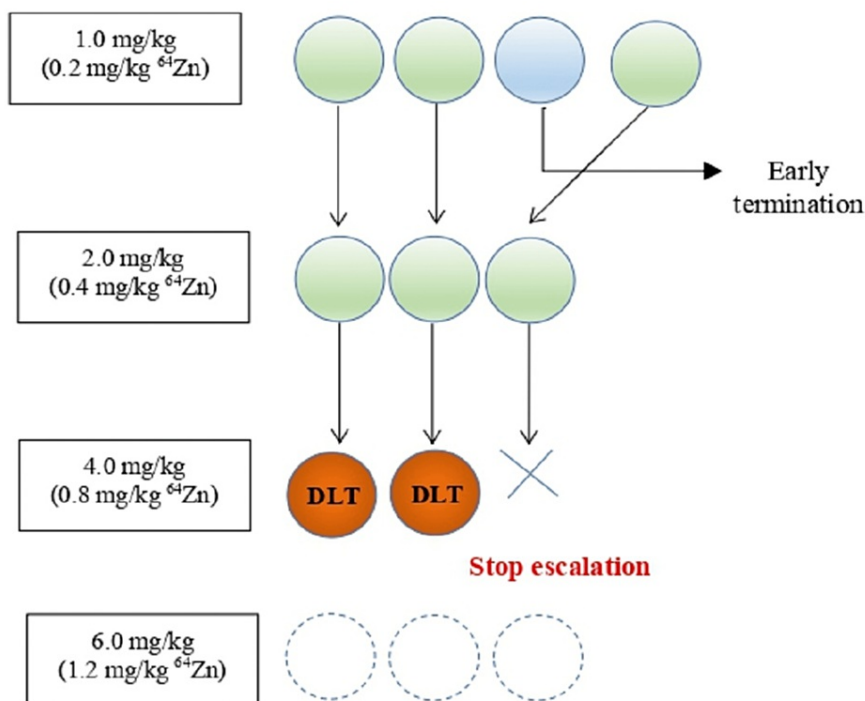 1.0 mg/kg
(0.2 mg/kg ⁶⁴Zn)
Early
termination
2.0 mg/kg
(0.4 mg/kg ⁶⁴Zn)
4.0 mg/kg
(0.8 mg/kg ⁶⁴Zn)
DLT
DLT
Stop escalation
6.0 mg/kg
(1.2 mg/kg ⁶⁴Zn)